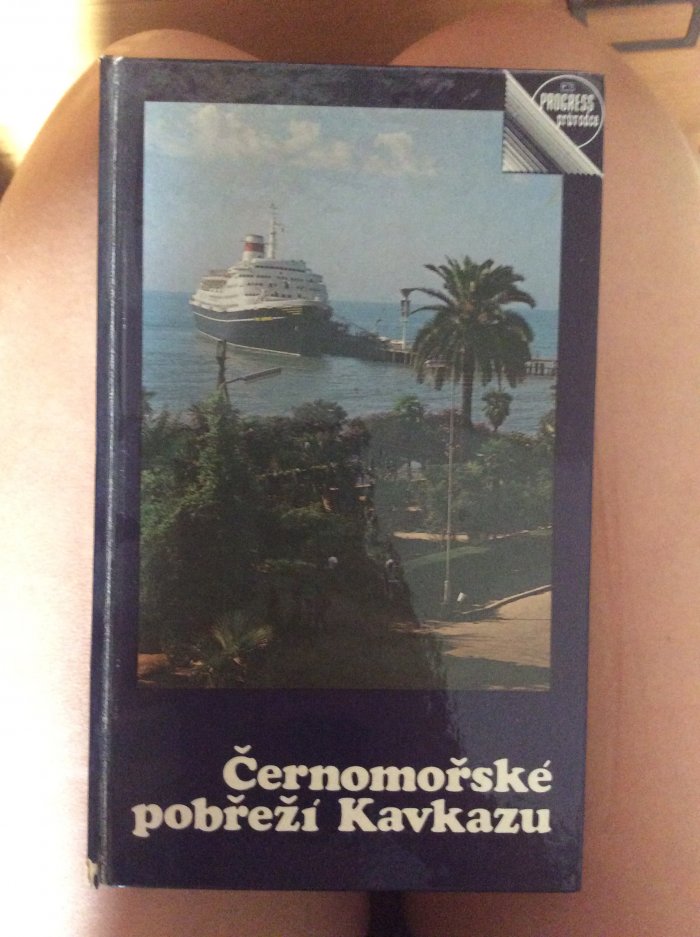 PROGRESS
průvodce
Černomořské
pobřeží Kavkazu